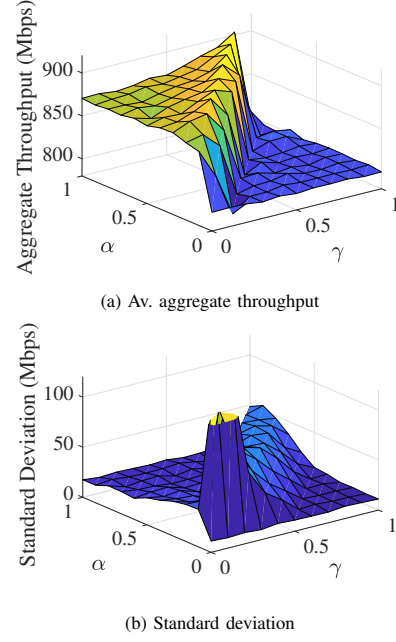 Aggregate Throughput (Mbps)
900
850
800
1
0.5
0
α
0
0.5
1
γ
(a) Av. aggregate throughput
Standard Deviation (Mbps)
100
50
0
1
0.5
0
α
0
0.5
1
γ
(b) Standard deviation